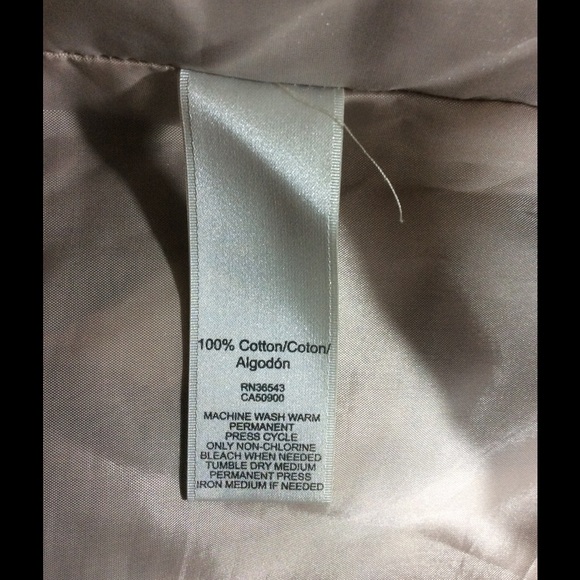 100% Cotton/Coton/
Algodón
RN36543
CA50900
MACHINE WASH WARM
PERMANENT
PRESS CYCLE
ONLY NON-CHLORINE
BLEACH WHEN NEEDED
TUMBLE DRY MEDIUM
PERMANENT PRESS
IRON MEDIUM IF NEEDED